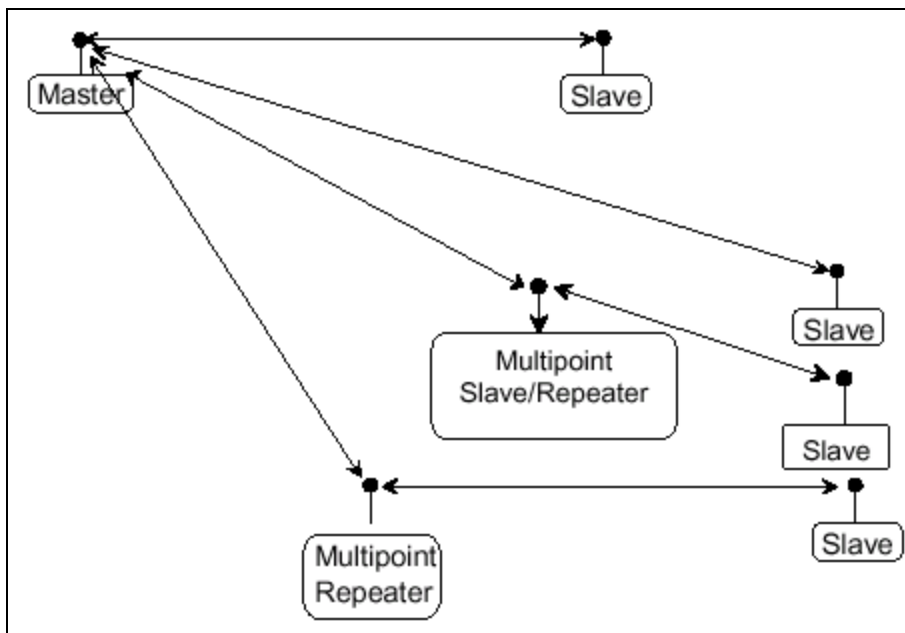 Master
Slave
Slave
Multipoint
Slave/Repeater
Slave
Slave
Multipoint
Repeater